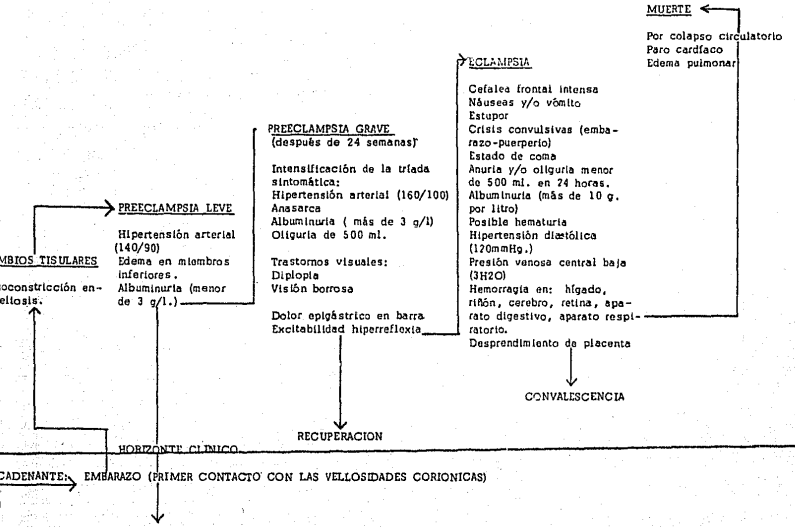 MUERTE
Por colapso circulatorio
Paro cardíaco
Edema pulmonar
ECLAMPSIA
Cefalea frontal intensa
Náuseas y/o vómito
Estupor
Crisis convulsivas (emba-
razo-puerperio)
Estado de coma
Anuria y/o oliguria menor
de 500 ml. en 24 horas.
Albuminuria (más de 10 g.
por litro)
Posible hematuria
Hipertensión diastólica
(120mmHg.)
Presión venosa central baja
(3H2O)
Hemorragia en: hígado,
riñón, cerebro, retina, apa-
rato digestivo, aparato respi-
ratorio.
Desprendimiento de placenta
CONVALESCENCIA
PREECLAMPSIA GRAVE
(después de 24 semanas)
Intensificación de la tríada
sintomática:
Hipertensión arterial (160/100)
Anasarca
Albuminuria ( más de 3 g/l)
Oliguria de 500 ml.
Trastornos visuales:
Diplopia
Visión borrosa
Dolor epigástrico en barra
Excitabilidad hiperreflexia
RECUPERACION
PREECLAMPSIA LEVE
Hipertensión arterial
(140/90)
Edema en miembros
inferiores.
Albuminuria (menor
de 3 g/l.)
MBIOS TISULARES
oconstricción en-
eliosis.
HORIZONTE CLINICO
CADENANTE: EMBARAZO (PRIMER CONTACTO CON LAS VELLOSIDADES CORIONICAS)